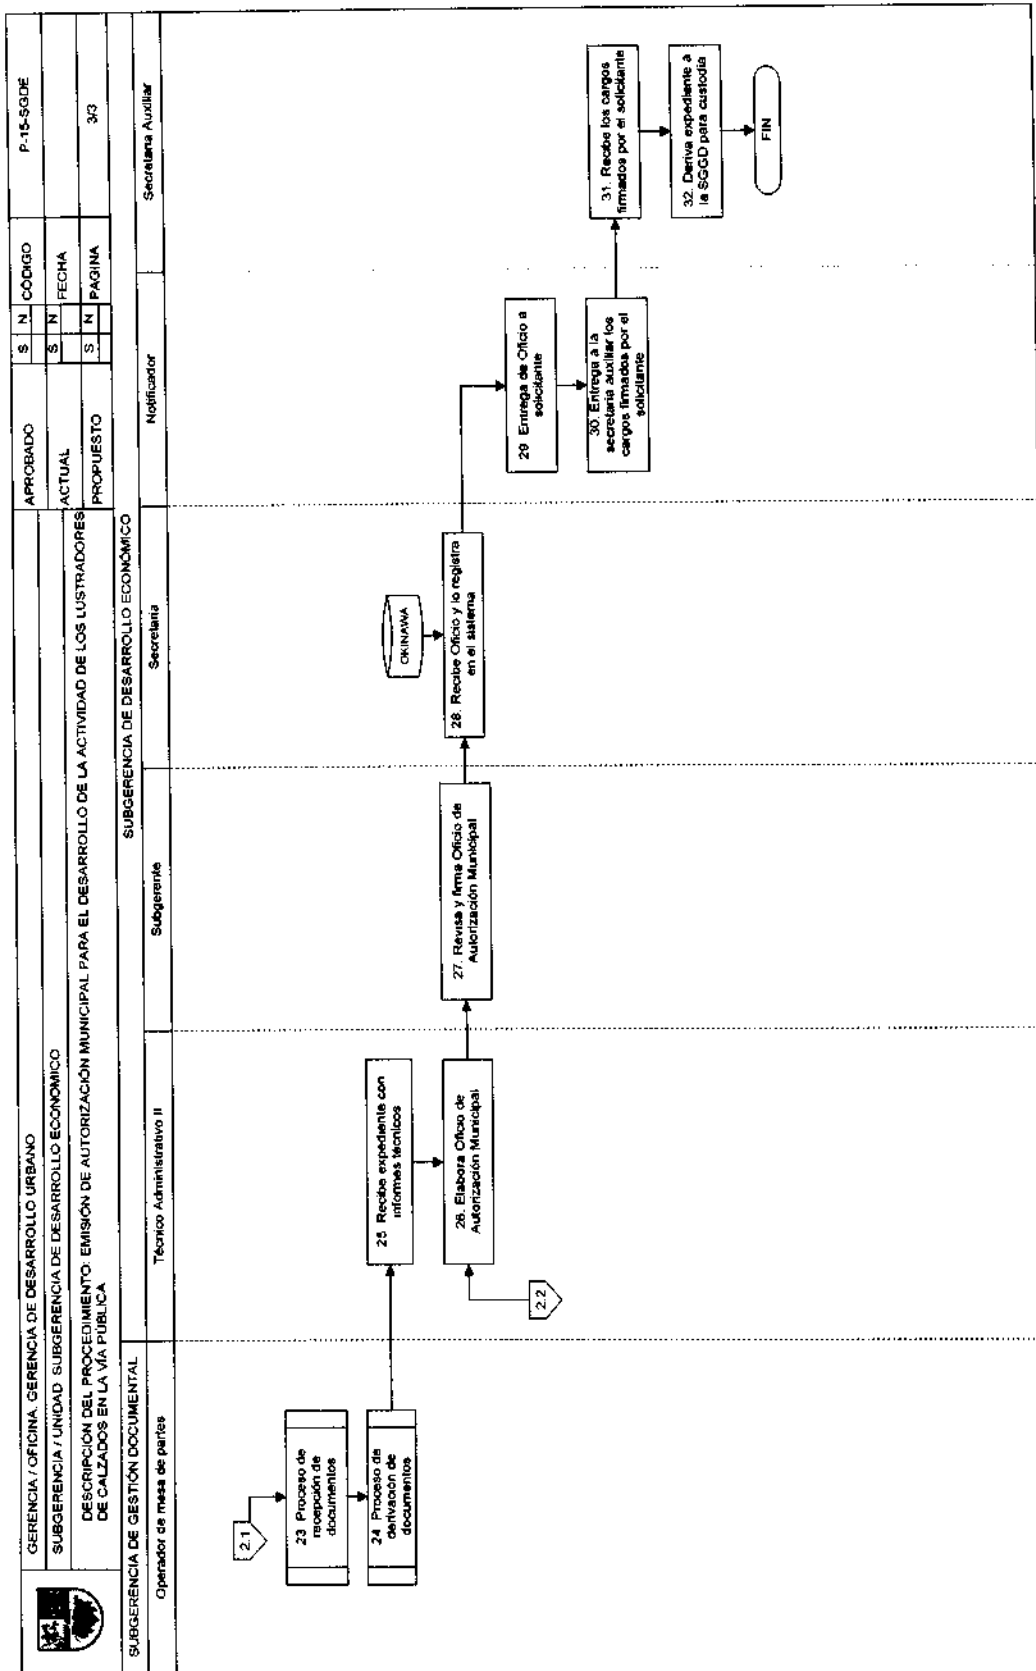 GERENCIA / OFICINA. GERENCIA DE DESARROLLO URBANO
APROBADO
S N
CÓDIGO
P-15-SGDE
SUBGERENCIA / UNIDAD SUBGERENCIA DE DESARROLLO ECONOMICO
ACTUAL
S N
FECHA
DESCRIPCIÓN DEL PROCEDIMIENTO: EMISIÓN DE AUTORIZACIÓN MUNICIPAL PARA EL DESARROLLO DE LA ACTIVIDAD DE LOS LUSTRADORES
DE CALZADOS EN LA VÍA PÚBLICA
PROPUESTO
S N
PAGINA
3/3
SUBGERENCIA DE GESTIÓN DOCUMENTAL
SUBGERENCIA DE DESARROLLO ECONÓMICO
Operador de mesa de partes
Técnico Administrativo II
Subgerente
Secretaria
Notificador
Secretaria Auxiliar
2.1
23 Proceso de
recepción de
documentos
24 Proceso de
derivación de
documentos
25 Recibe expediente con
informes técnicos
26. Elabora Oficio de
Autorización Municipal
2.2
27. Revisa y firma Oficio de
Autorización Municipal
OKINAWA
28. Recibe Oficio y lo registra
en el sistema
29 Entrega de Oficio a
solicitante
30. Entrega a la
secretaria auxiliar los
cargos firmados por el
solicitante
31. Recibe los cargos
firmados por el solicitante
32. Deriva expediente a
la SGGD para custodia
FIN